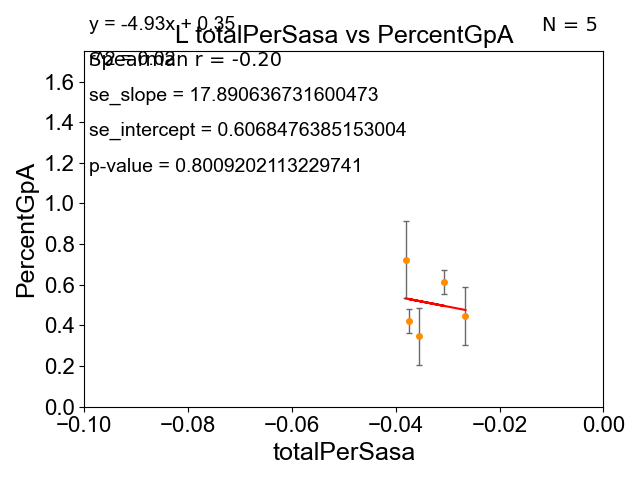 y = -4.93x + 0.35
N = 5
L totalPerSasa vs PercentGpA
Spearman r = -0.20
se_slope = 17.890636731600473
se_intercept = 0.6068476385153004
p-value = 0.8009202113229741
PercentGpA
1.6
1.4
1.2
1.0
0.8
0.6
0.4
0.2
0.0
−0.10 −0.08 −0.06 −0.04 −0.02 0.00
totalPerSasa